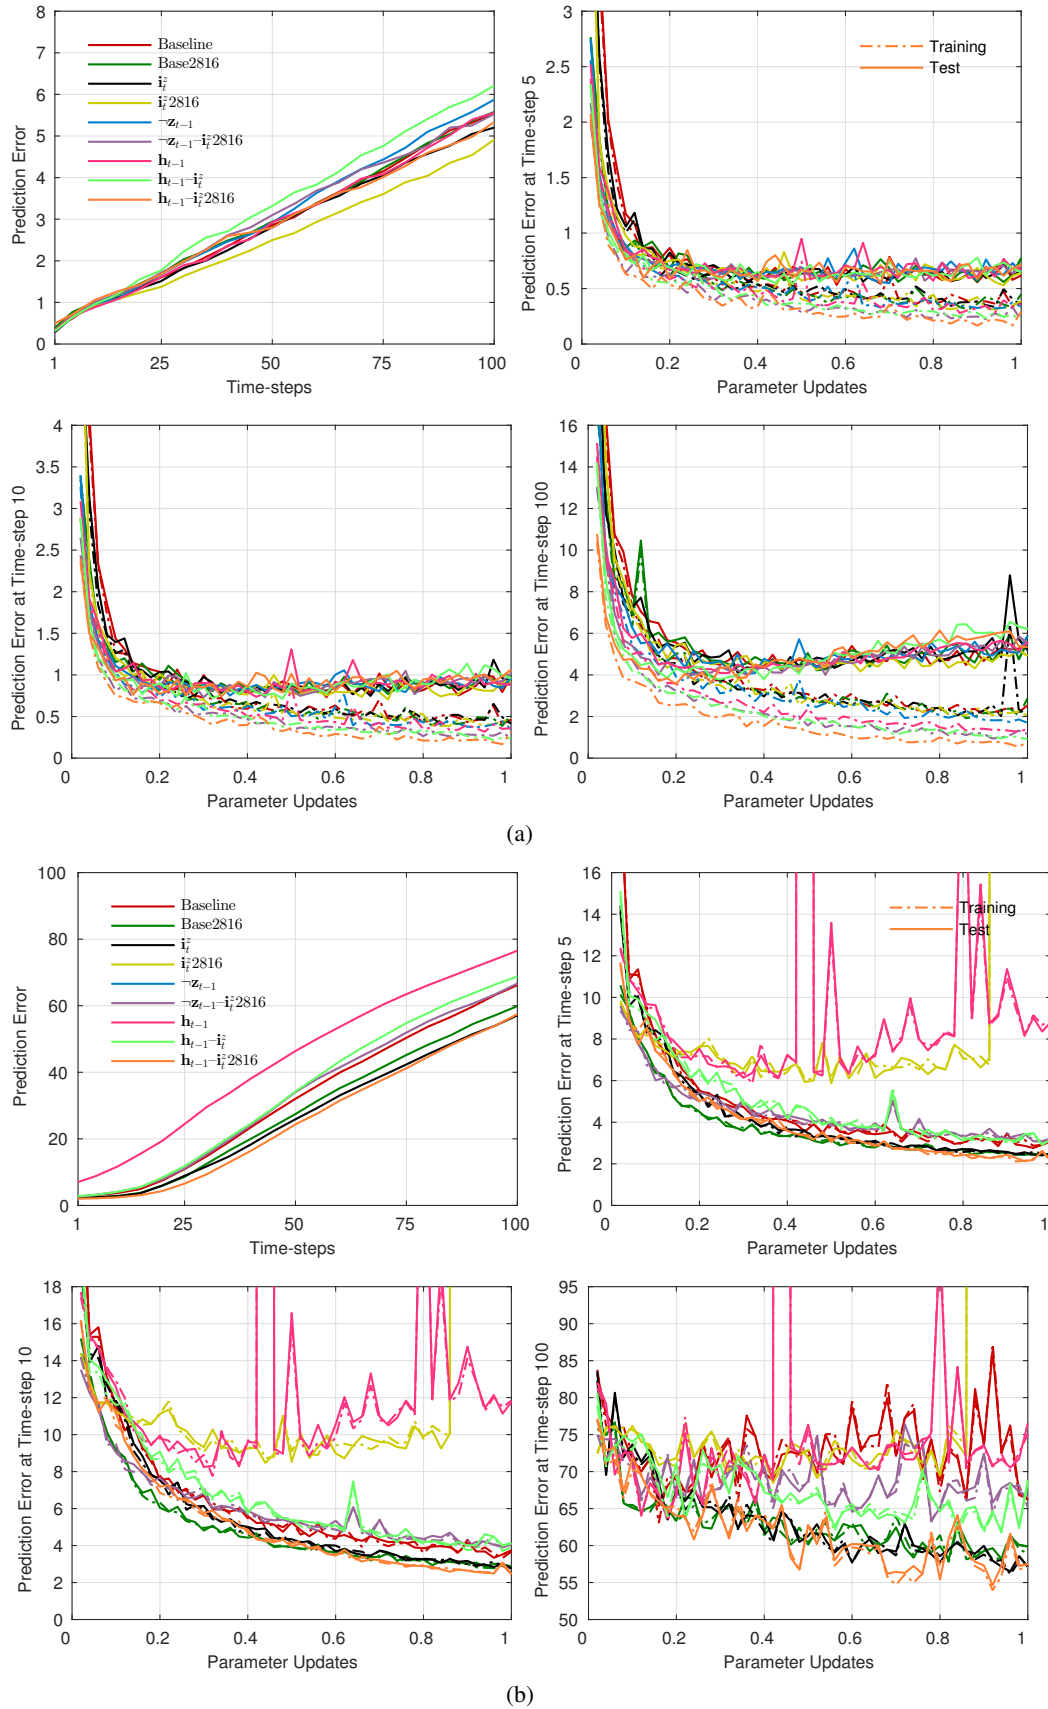 8
7
6
5
4
3
2
1
0
Prediction Error
Baseline
Base2816
i_t^z
i_t^z2816
¬z_{t−1}
¬z_{t−1}–i_t^z2816
h_{t−1}
h_{t−1}–i_t^z
h_{t−1}–i_t^z2816
1 25 50 75 100
Time-steps
3
2.5
2
1.5
1
0.5
0
Prediction Error at Time-step 5
Training
Test
0 0.2 0.4 0.6 0.8 1
Parameter Updates
4
3.5
3
2.5
2
1.5
1
0.5
0
Prediction Error at Time-step 10
0 0.2 0.4 0.6 0.8 1
Parameter Updates
16
14
12
10
8
6
4
2
0
Prediction Error at Time-step 100
0 0.2 0.4 0.6 0.8 1
Parameter Updates
(a)
100
80
60
40
20
0
Prediction Error
Baseline
Base2816
i_t^z
i_t^z2816
¬z_{t−1}
¬z_{t−1}–i_t^z2816
h_{t−1}
h_{t−1}–i_t^z
h_{t−1}–i_t^z2816
1 25 50 75 100
Time-steps
16
14
12
10
8
6
4
2
0
Prediction Error at Time-step 5
Training
Test
0 0.2 0.4 0.6 0.8 1
Parameter Updates
18
16
14
12
10
8
6
4
2
0
Prediction Error at Time-step 10
0 0.2 0.4 0.6 0.8 1
Parameter Updates
95
90
85
80
75
70
65
60
55
50
Prediction Error at Time-step 100
0 0.2 0.4 0.6 0.8 1
Parameter Updates
(b)